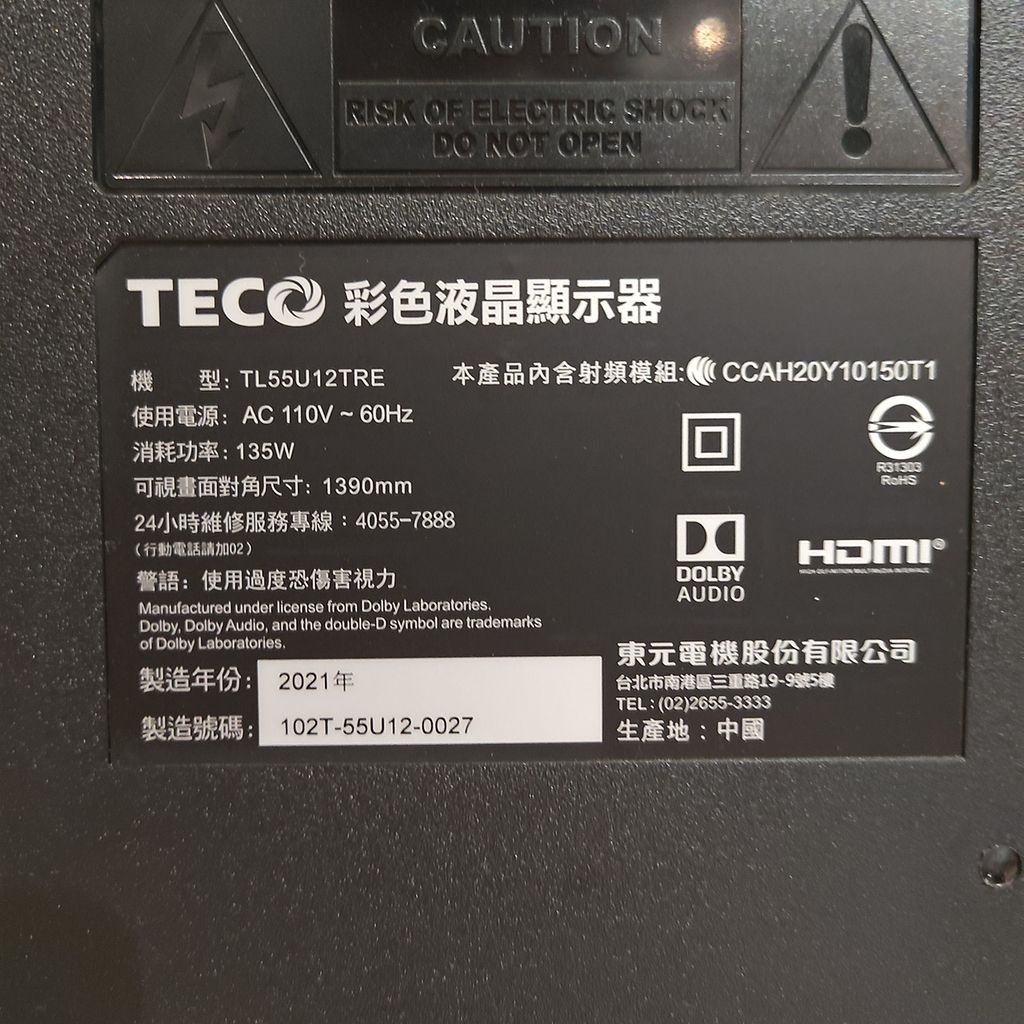 CAUTION
RISK OF ELECTRIC SHOCK
DO NOT OPEN
TECO 彩色液晶顯示器
機 型: TL55U12TRE
本產品內含射頻模組: CCAH20Y10150T1
使用電源: AC 110V ~ 60Hz
消耗功率: 135W
可視畫面對角尺寸: 1390mm
24小時維修服務專線：4055-7888
（行動電話請加02）
警語: 使用過度恐傷害視力
Manufactured under license from Dolby Laboratories.
Dolby, Dolby Audio, and the double-D symbol are trademarks
of Dolby Laboratories.
製造年份: 2021年
製造號碼: 102T-55U12-0027
R31303
RoHS
DOLBY
AUDIO
HDMI®
HIGH-DEFINITION MULTIMEDIA INTERFACE
東元電機股份有限公司
台北市南港區三重路19-9號5樓
TEL : (02)2655-3333
生產地：中國